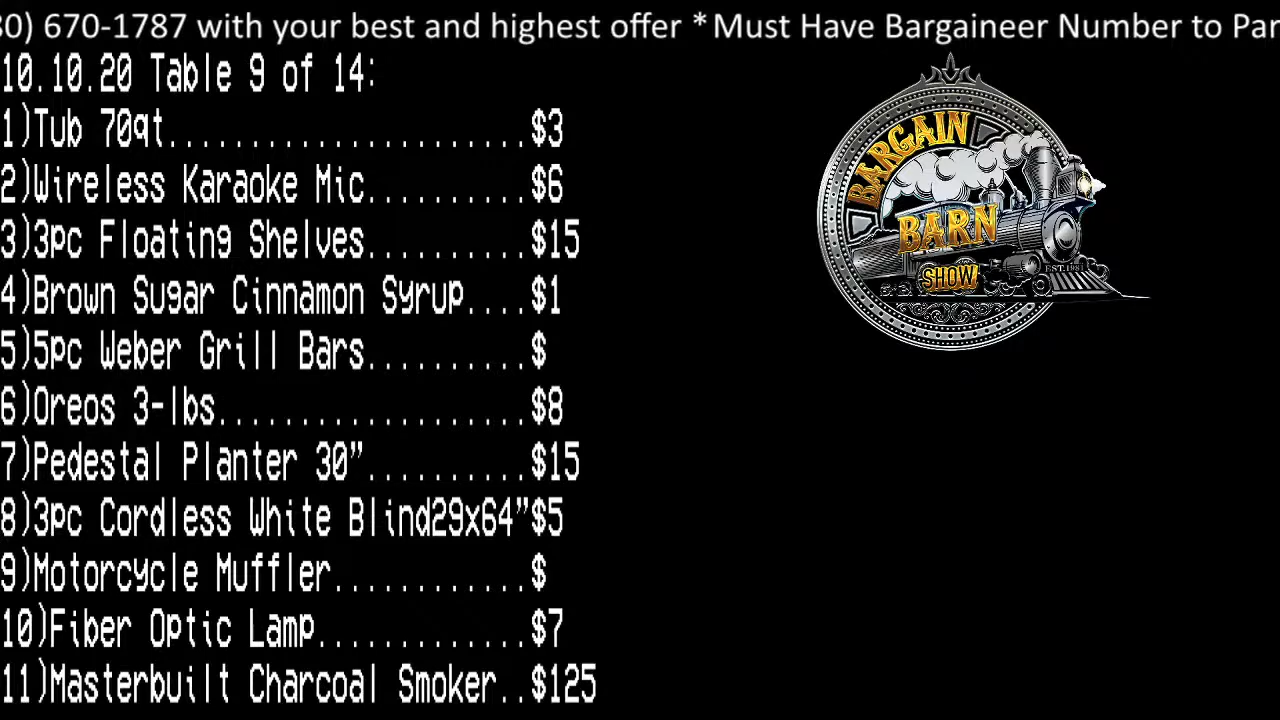 30) 670-1787 with your best and highest offer *Must Have Bargaineer Number to Par
10.10.20 Table 9 of 14:
1)Tub 70qt......................$3
2)Wireless Karaoke Mic..........$6
3)3pc Floating Shelves..........$15
4)Brown Sugar Cinnamon Syrup....$1
5)5pc Weber Grill Bars..........$
6)Oreos 3-lbs...................$8
7)Pedestal Planter 30"..........$15
8)3pc Cordless White Blind29x64"$5
9)Motorcycle Muffler............$
10)Fiber Optic Lamp.............$7
11)Masterbuilt Charcoal Smoker..$125
BARGAIN
BARN
SHOW
EST.1981